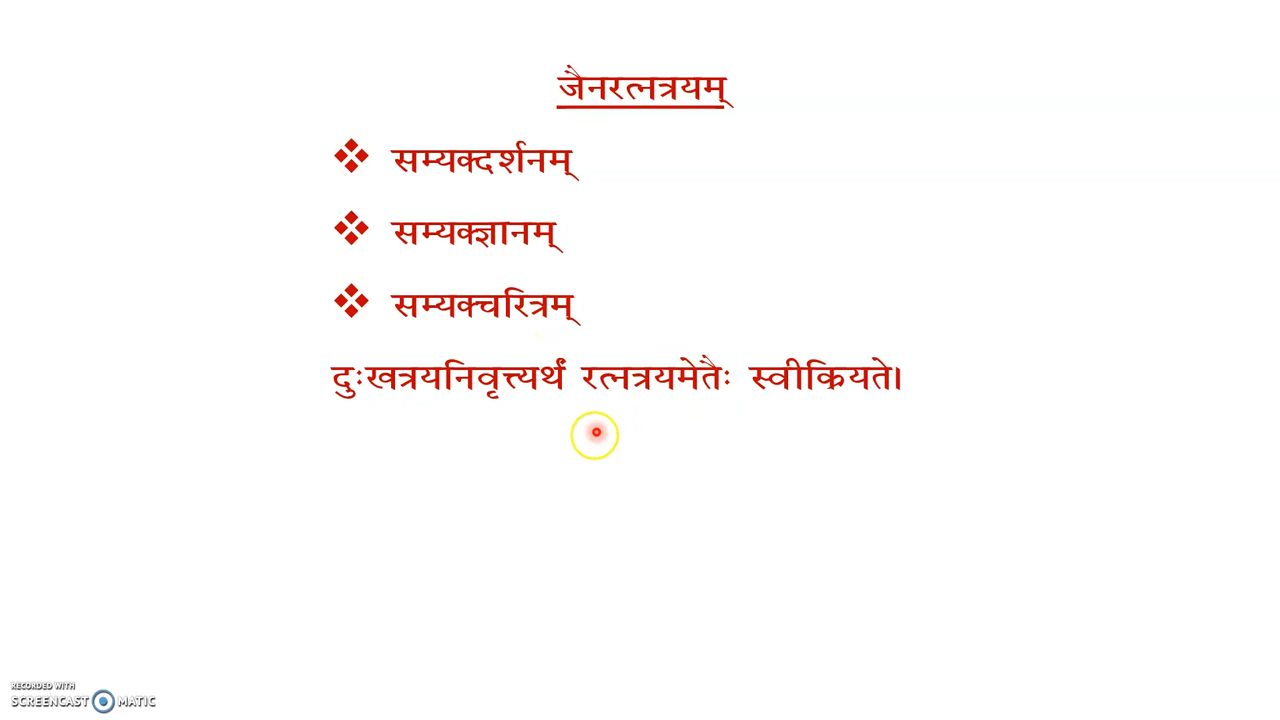 जैनरत्नत्रयम्
❖ सम्यक्दर्शनम्
❖ सम्यक्ज्ञानम्
❖ सम्यक्चरित्रम्
दुःखत्रयनिवृत्त्यर्थं रत्नत्रयमेतैः स्वीक्रियते।
RECORDED WITH
SCREENCAST MATIC